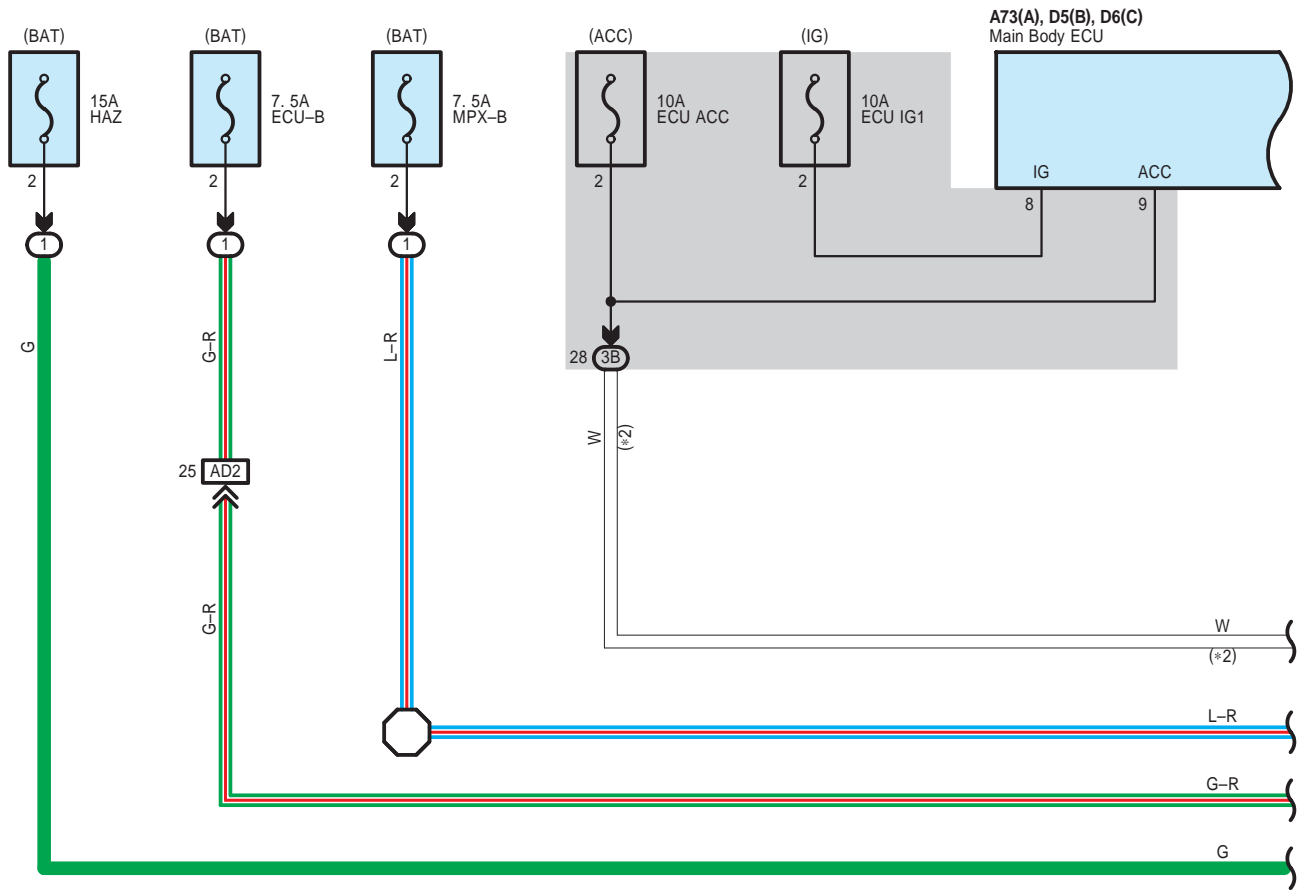 A73(A), D5(B), D6(C)
Main Body ECU
(BAT)
(BAT)
(BAT)
(ACC)
(IG)
15A
HAZ
7. 5A
ECU–B
7. 5A
MPX–B
10A
ECU ACC
10A
ECU IG1
IG
ACC
2
2
2
2
2
8
9
1
1
1
G
G–R
L–R
28
3B
W
(*2)
25
AD2
G–R
W
(*2)
L–R
G–R
G